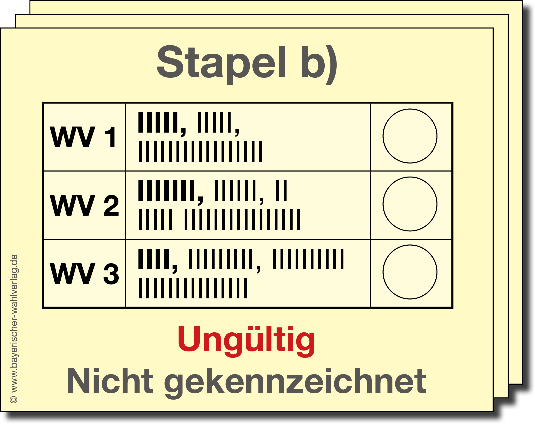 Stapel b)
WV 1
WV 2
WV 3
Ungültig
Nicht gekennzeichnet
© www.bayerischer-wahlverlag.de